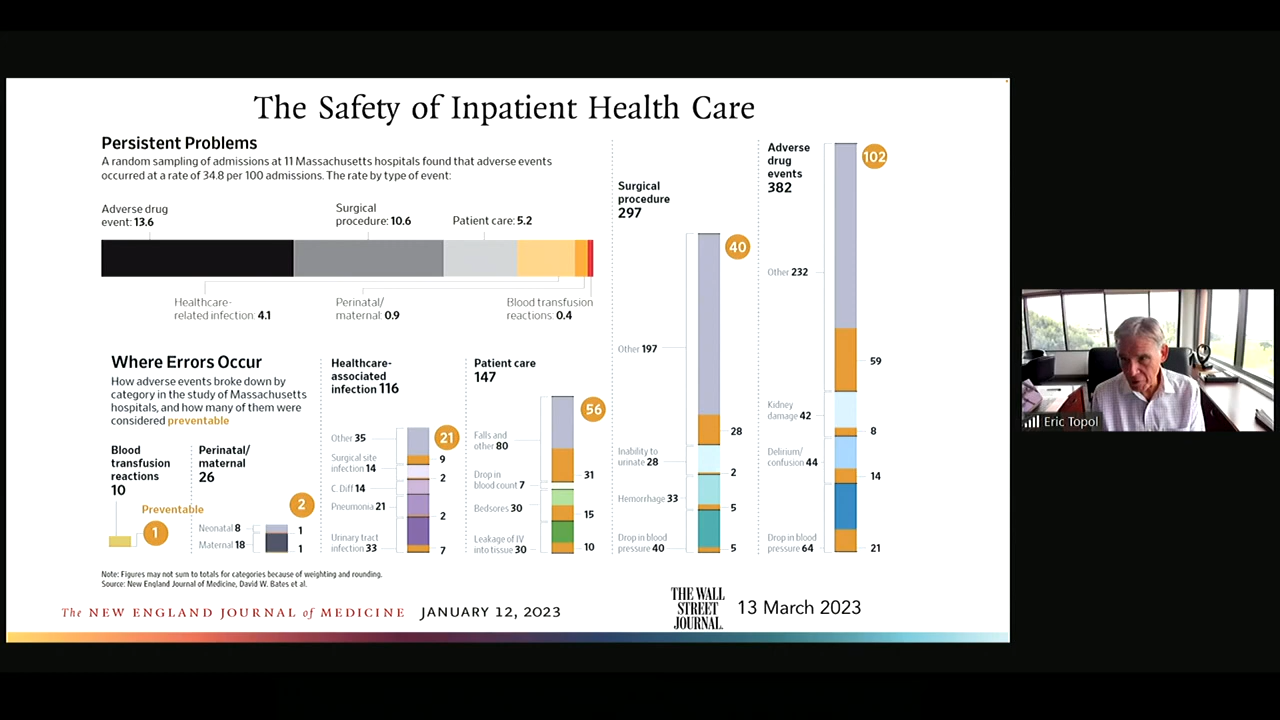 The Safety of Inpatient Health Care
Persistent Problems
A random sampling of admissions at 11 Massachusetts hospitals found that adverse events
occurred at a rate of 34.8 per 100 admissions. The rate by type of event:
Adverse drug
event: 13.6
Surgical
procedure: 10.6
Patient care: 5.2
Healthcare-
related infection: 4.1
Perinatal/
maternal: 0.9
Blood transfusion
reactions: 0.4
Where Errors Occur
How adverse events broke down by
category in the study of Massachusetts
hospitals, and how many of them were
considered preventable
Blood
transfusion
reactions
10
Preventable
1
Perinatal/
maternal
26
2
Neonatal 8
1
Maternal 18
1
Healthcare-
associated
infection 116
21
Other 35
9
Surgical site
infection 14
2
C. Diff 14
Pneumonia 21
2
Urinary tract
infection 33
7
Patient care
147
56
Falls and
other 80
31
Drop in
blood count 7
Bedsores 30
15
Leakage of IV
into tissue 30
10
Surgical
procedure
297
40
Other 197
28
Inability to
urinate 28
2
Hemorrhage 33
5
Drop in blood
pressure 40
5
Adverse
drug
events
382
102
Other 232
59
Kidney
damage 42
8
Delirium/
confusion 44
14
Drop in blood
pressure 64
21
Note: Figures may not sum to totals for categories because of weighting and rounding.
Source: New England Journal of Medicine, David W. Bates et al.
The NEW ENGLAND JOURNAL of MEDICINE JANUARY 12, 2023
THE WALL
STREET
JOURNAL.
13 March 2023
Eric Topol